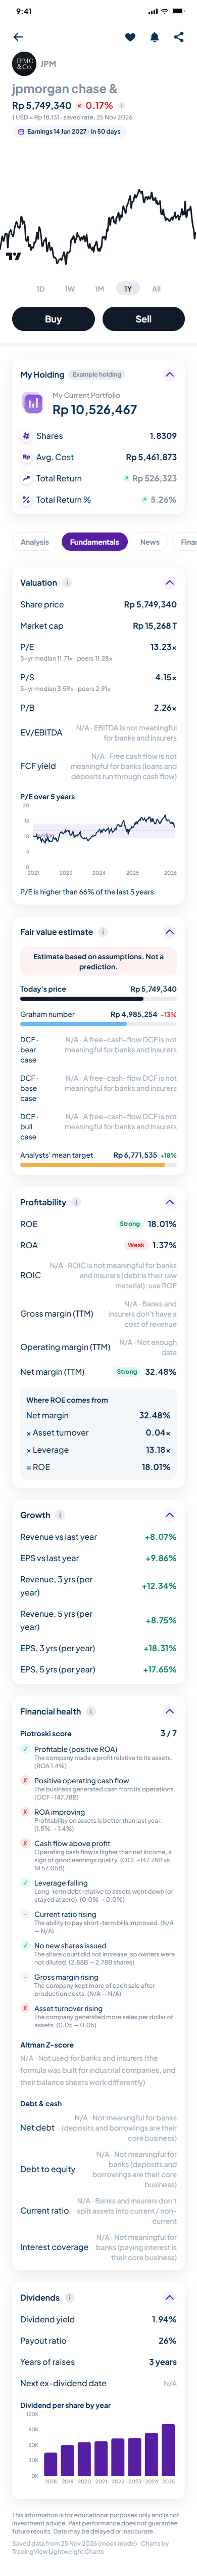 9:41
JPMC
& CO.
JPM
jpmorgan chase &
Rp 5,749,340 0.17% i
1 USD = Rp 18,131 · saved rate, 25 Nov 2026
Earnings 14 Jan 2027 · in 50 days
1D 1W 1M 1Y All
Buy Sell
My Holding Example holding
My Current Portfolio
Rp 10,526,467
Shares 1.8309
Rp Avg. Cost Rp 5,461,873
Total Return Rp 526,323
Total Return % 5.26%
Analysis Fundamentals News Finan
Valuation i
Share price Rp 5,749,340
Market cap Rp 15,268 T
P/E 13.23×
5-yr median 11.71× · peers 11.28×
P/S 4.15×
5-yr median 3.59× · peers 2.91×
P/B 2.26×
EV/EBITDA N/A · EBITDA is not meaningful
for banks and insurers
FCF yield N/A · Free cash flow is not
meaningful for banks (loans and
deposits run through cash flow)
P/E over 5 years
20
15
10 median
5
0
2021 2023 2024 2025 2026
P/E is higher than 66% of the last 5 years.
Fair value estimate i
Estimate based on assumptions. Not a
prediction.
Today's price Rp 5,749,340
Graham number Rp 4,985,254 -13%
DCF ·
bear
case
N/A · A free-cash-flow DCF is not
meaningful for banks and insurers
DCF ·
base
case
N/A · A free-cash-flow DCF is not
meaningful for banks and insurers
DCF ·
bull
case
N/A · A free-cash-flow DCF is not
meaningful for banks and insurers
Analysts' mean target Rp 6,771,535 +18%
Profitability i
ROE Strong 18.01%
ROA Weak 1.37%
ROIC N/A · ROIC is not meaningful for banks
and insurers (debt is their raw
material); use ROE
Gross margin (TTM) N/A · Banks and
insurers don't have a
cost of revenue
Operating margin (TTM) N/A · Not enough
data
Net margin (TTM) Strong 32.48%
Where ROE comes from
Net margin 32.48%
× Asset turnover 0.04×
× Leverage 13.18×
= ROE 18.01%
Growth i
Revenue vs last year +8.07%
EPS vs last year +9.86%
Revenue, 3 yrs (per
year) +12.34%
Revenue, 5 yrs (per
year) +8.75%
EPS, 3 yrs (per year) +18.31%
EPS, 5 yrs (per year) +17.65%
Financial health i
Piotroski score 3 / 7
Profitable (positive ROA)
The company made a profit relative to its assets.
(ROA 1.4%)
Positive operating cash flow
The business generated cash from its operations.
(OCF -147.78B)
ROA improving
Profitability on assets is better than last year.
(1.5% → 1.4%)
Cash flow above profit
Operating cash flow is higher than net income, a
sign of good earnings quality. (OCF -147.78B vs
NI 57.05B)
Leverage falling
Long-term debt relative to assets went down (or
stayed at zero). (0.0% → 0.0%)
Current ratio rising
The ability to pay short-term bills improved. (N/A
→ N/A)
No new shares issued
The share count did not increase, so owners were
not diluted. (2.88B → 2.78B shares)
Gross margin rising
The company kept more of each sale after
production costs. (N/A → N/A)
Asset turnover rising
The company generated more sales per dollar of
assets. (0.05 → 0.05)
Altman Z-score
N/A · Not used for banks and insurers (the
formula was built for industrial companies, and
their balance sheets work differently)
Debt & cash
Net debt N/A · Not meaningful for banks
(deposits and borrowings are their
core business)
Debt to equity N/A · Not meaningful for
banks (deposits and
borrowings are their core
business)
Current ratio N/A · Banks and insurers don't
split assets into current / non-
current
Interest coverage N/A · Not meaningful for
banks (paying interest is
their core business)
Dividends i
Dividend yield 1.94%
Payout ratio 26%
Years of raises 3 years
Next ex-dividend date N/A
Dividend per share by year
120K
90K
60K
30K
0K
2018 2019 2020 2021 2022 2023 2024 2025
This information is for educational purposes only and is not
investment advice. Past performance does not guarantee
future results. Data may be delayed or inaccurate.
Saved data from 25 Nov 2026 (mock mode) · Charts by
TradingView Lightweight Charts